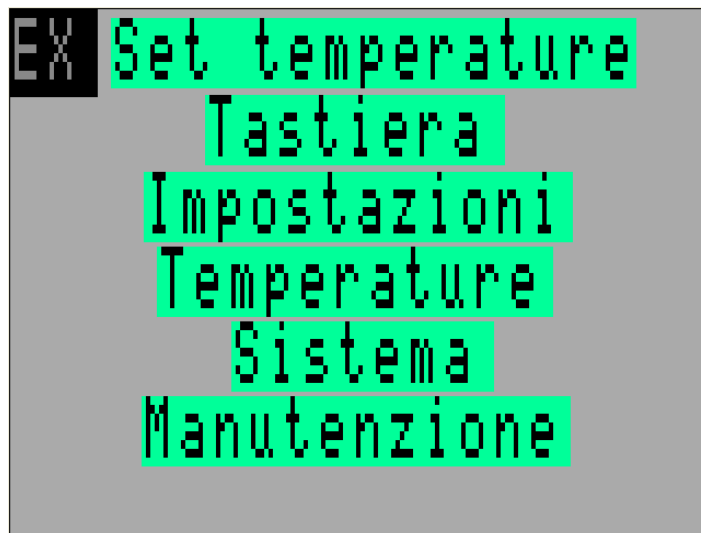 EX Set temperature
Tastiera
Impostazioni
Temperature
Sistema
Manutenzione